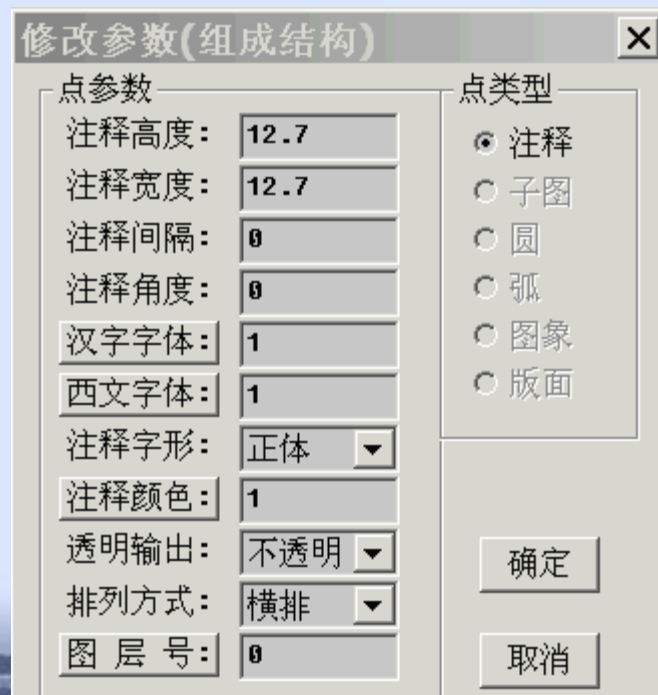 修改参数(组成结构)
点参数
注释高度: 12.7
注释宽度: 12.7
注释间隔: 0
注释角度: 0
汉字字体: 1
西文字体: 1
注释字形: 正体
注释颜色: 1
透明输出: 不透明
排列方式: 横排
图 层 号: 0
点类型
注释
子图
圆
弧
图象
版面
确定
取消